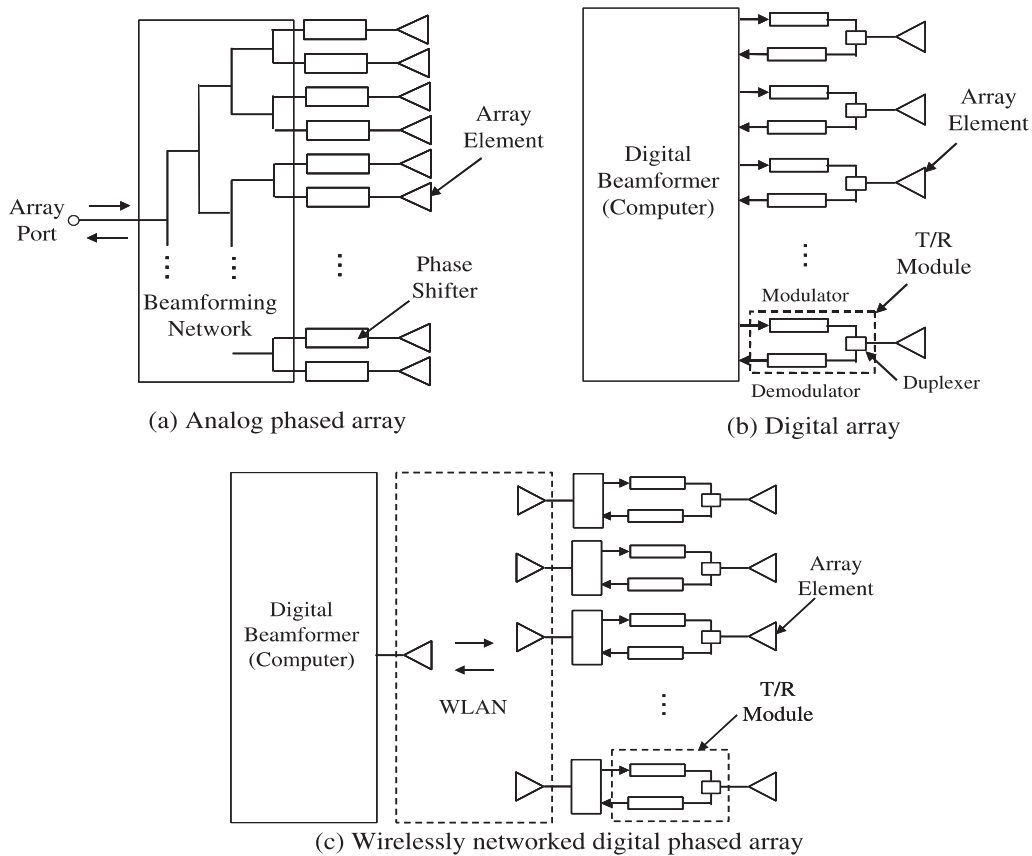 Array
Element
Array
Port
Phase
Shifter
Beamforming
Network
(a) Analog phased array
Digital
Beamformer
(Computer)
Array
Element
T/R
Module
Modulator
Demodulator
Duplexer
(b) Digital array
Digital
Beamformer
(Computer)
WLAN
Array
Element
T/R
Module
(c) Wirelessly networked digital phased array